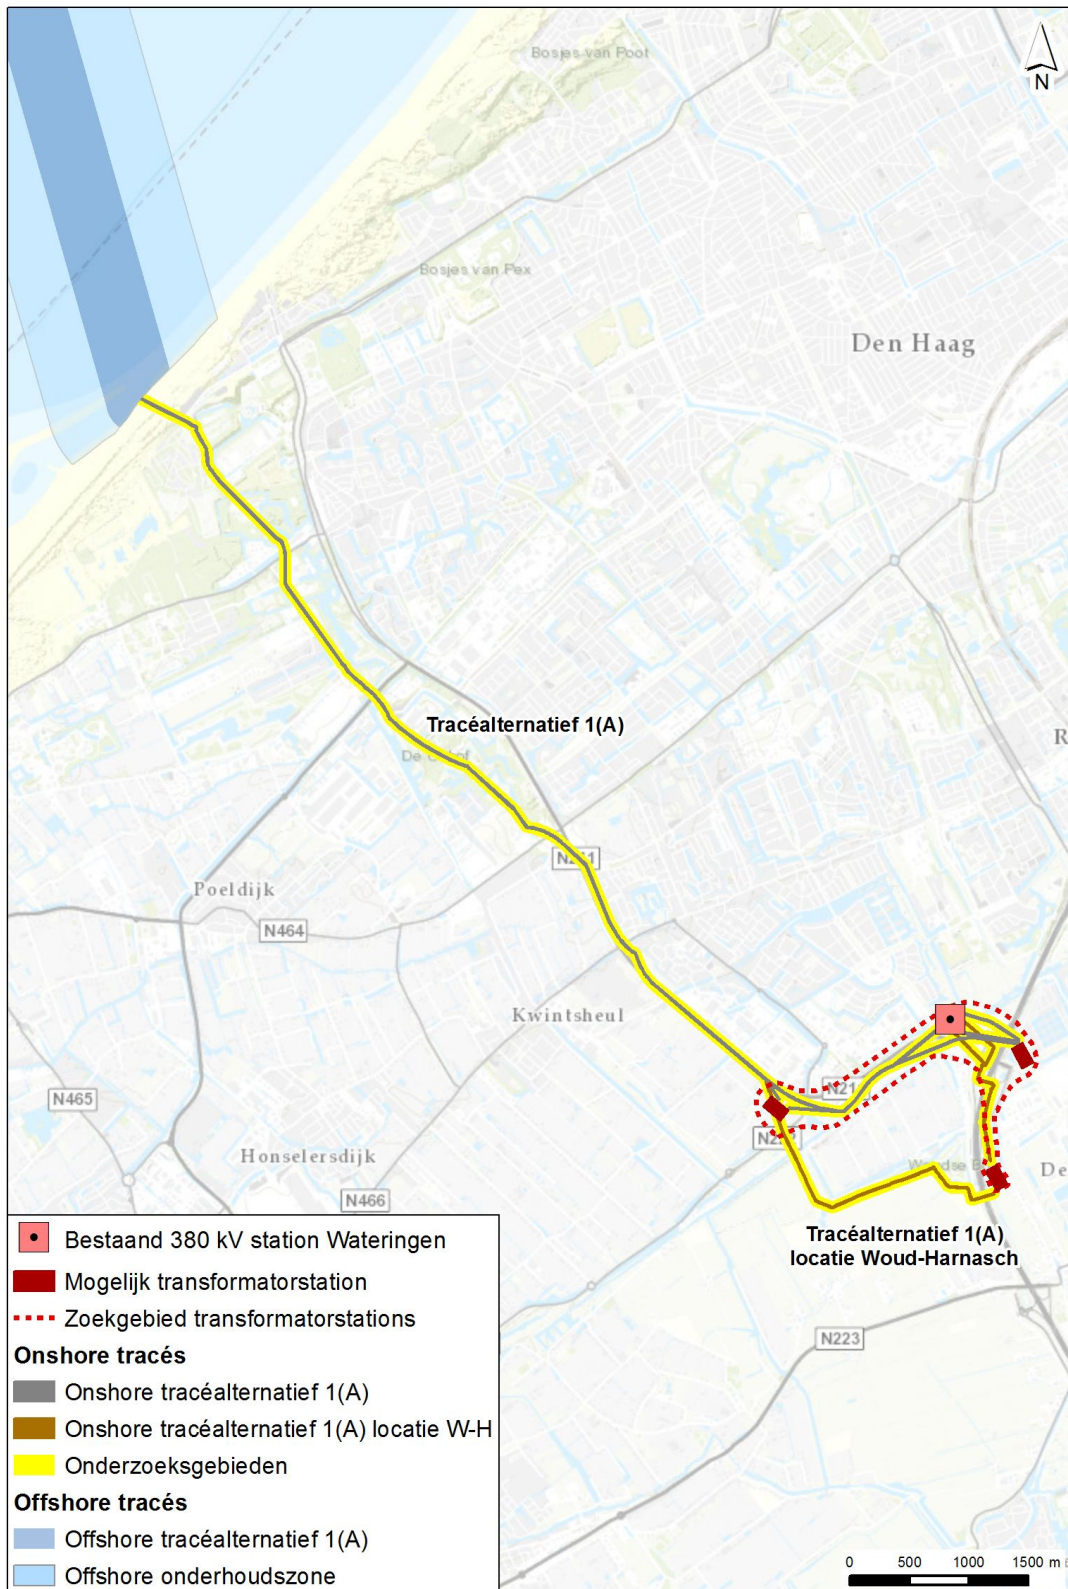 Bosjes van Poot
N
Bosjes van Pex
Den Haag
Tracéalternatief 1(A)
R
Poeldijk
N464
Kwintsheul
N465
Honselersdijk
N466
De
Tracéalternatief 1(A)
locatie Woud-Harnasch
N223
Bestaand 380 kV station Wateringen
Mogelijk transformatorstation
Zoekgebied transformatorstations
Onshore tracés
Onshore tracéalternatief 1(A)
Onshore tracéalternatief 1(A) locatie W-H
Onderzoeksgebieden
Offshore tracés
Offshore tracéalternatief 1(A)
Offshore onderhoudszone
0 500 1000 1500 m